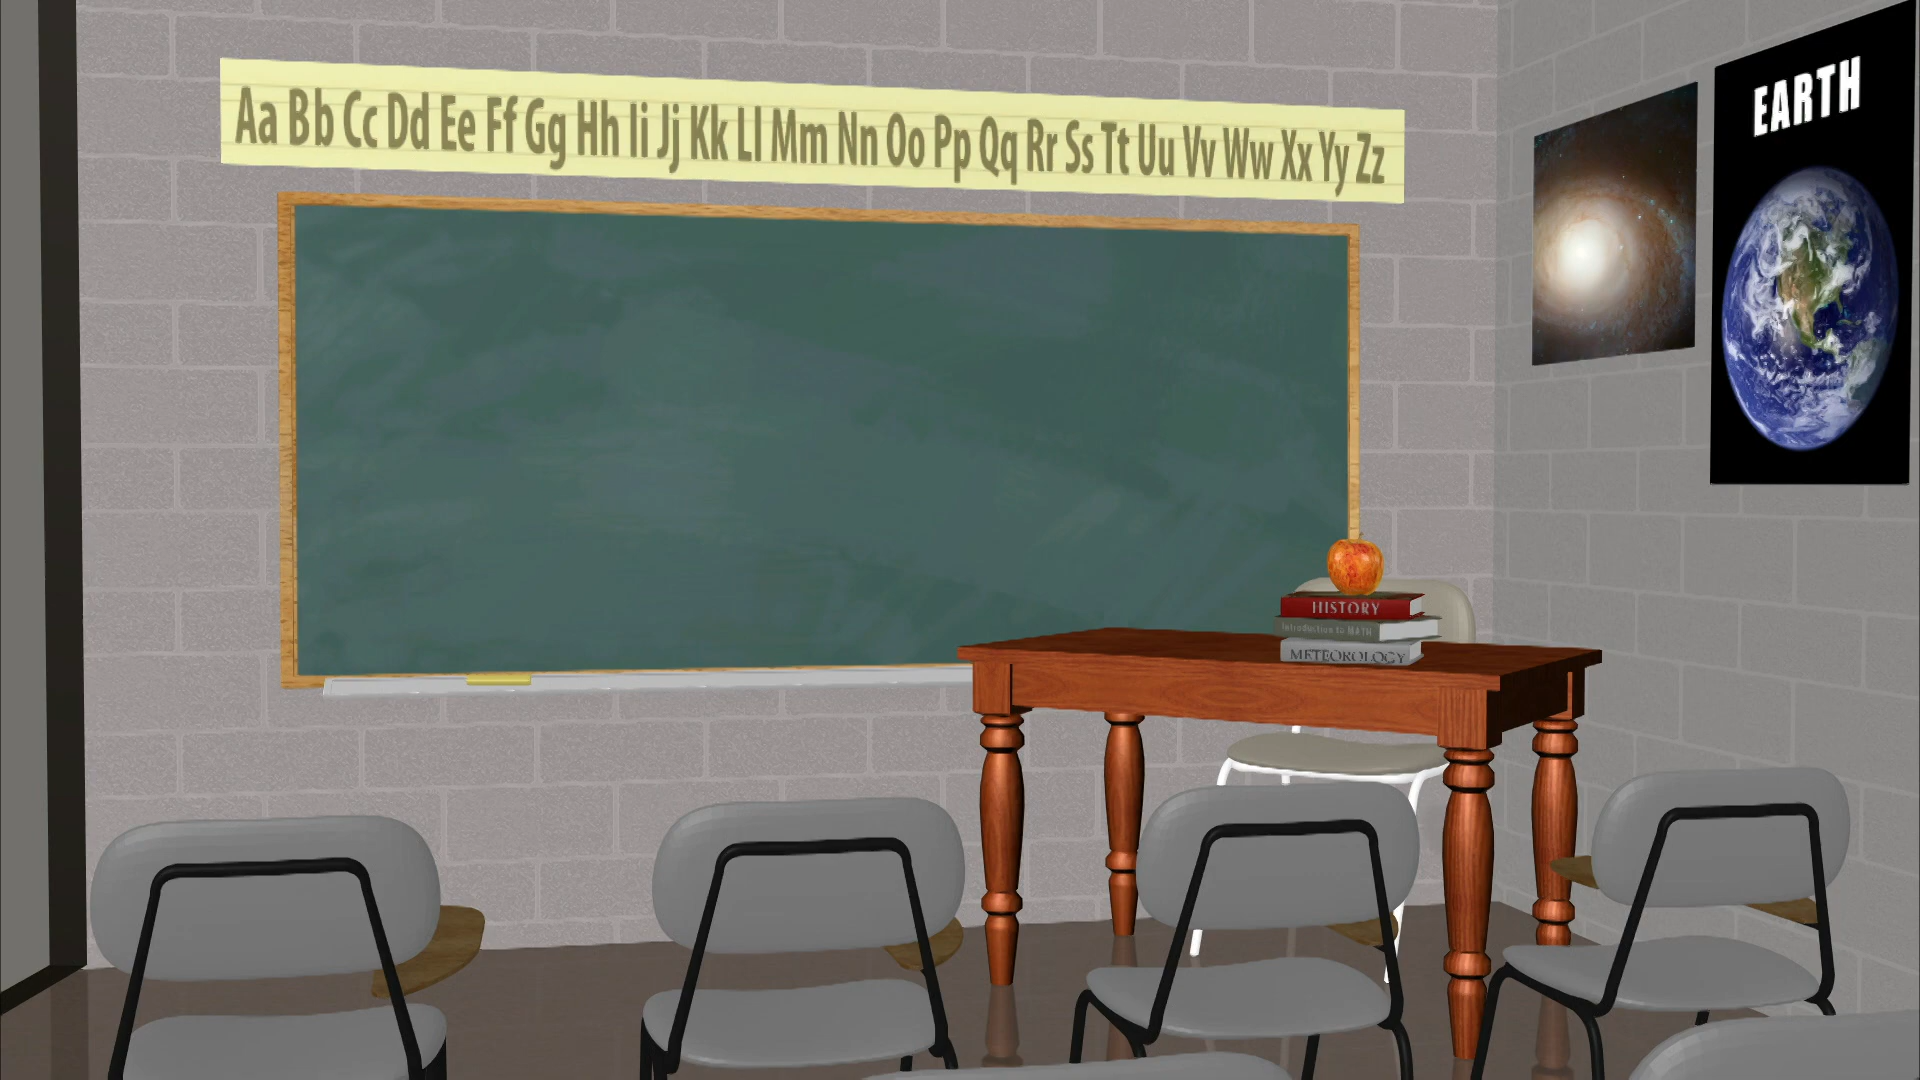 Aa Bb Cc Dd Ee Ff Gg Hh Ii Jj Kk Ll Mm Nn Oo Pp Qq Rr Ss Tt Uu Vv Ww Xx Yy Zz
EARTH
HISTORY
Introduction to MATH
METEOROLOGY